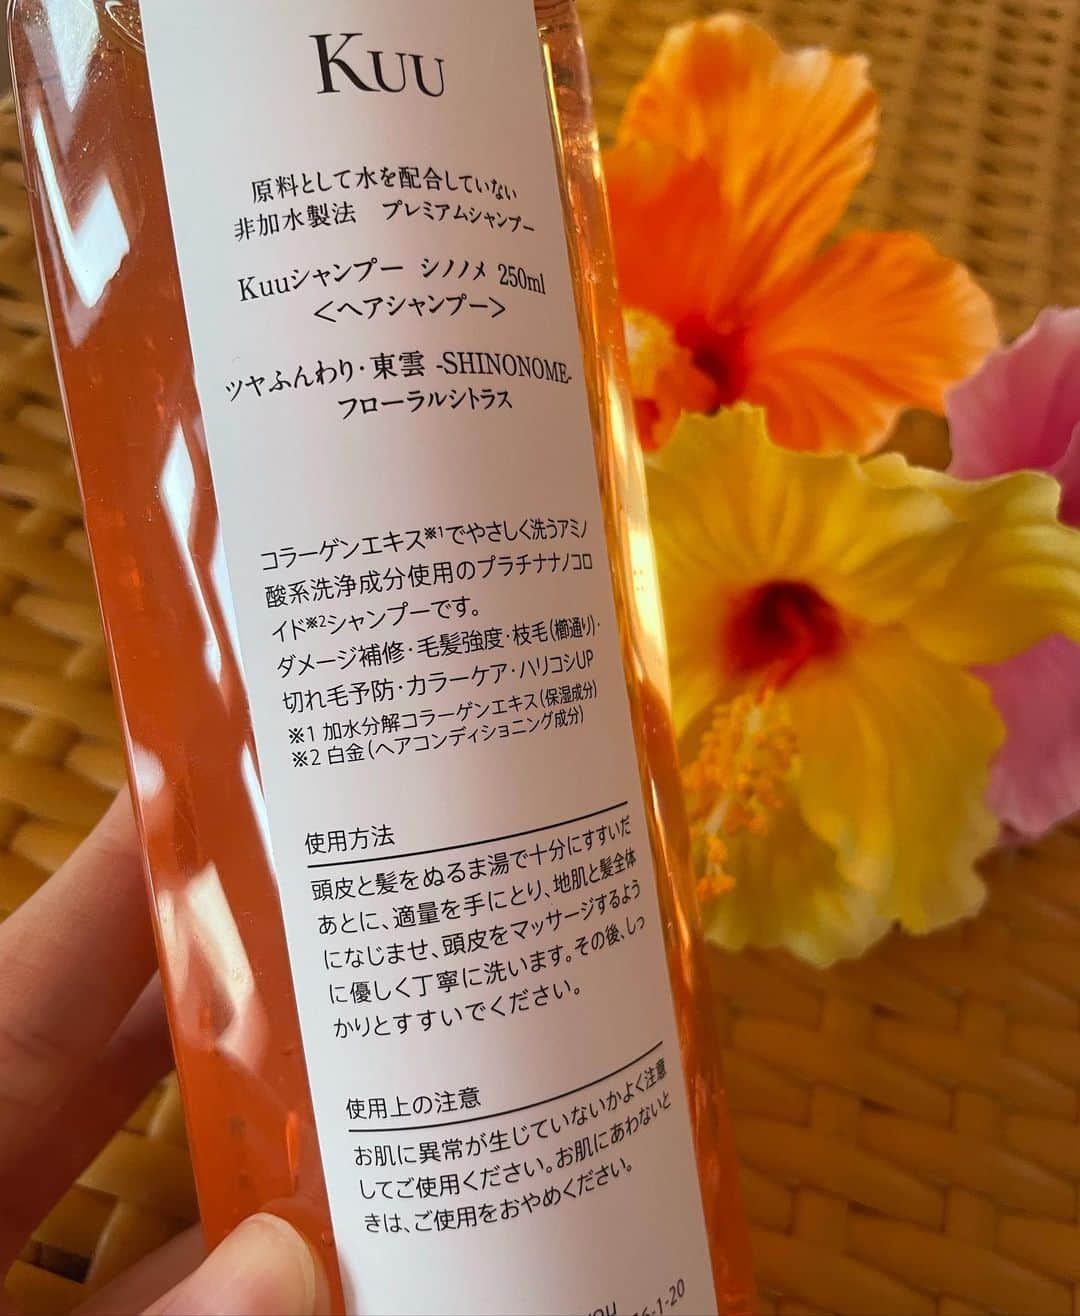 KUU
原料として水を配合していない
非加水製法　プレミアムシャンプー
Kuuシャンプー　シノノメ 250ml
＜ヘアシャンプー＞
ツヤふんわり・東雲 -SHINONOME-
フローラルシトラス
コラーゲンエキス※1でやさしく洗うアミノ
酸系洗浄成分使用のプラチナナノコロ
イド※2シャンプーです。
ダメージ補修・毛髪強度・枝毛(櫛通り)・
切れ毛予防・カラーケア・ハリコシUP
※1 加水分解コラーゲンエキス(保湿成分)
※2 白金(ヘアコンディショニング成分)
使用方法
頭皮と髪をぬるま湯で十分にすすいだ
あとに、適量を手にとり、地肌と髪全体
になじませ、頭皮をマッサージするよう
に優しく丁寧に洗います。その後、しっ
かりとすすいでください。
使用上の注意
お肌に異常が生じていないかよく注意
してご使用ください。お肌にあわないと
きは、ご使用をおやめください。
-1-20